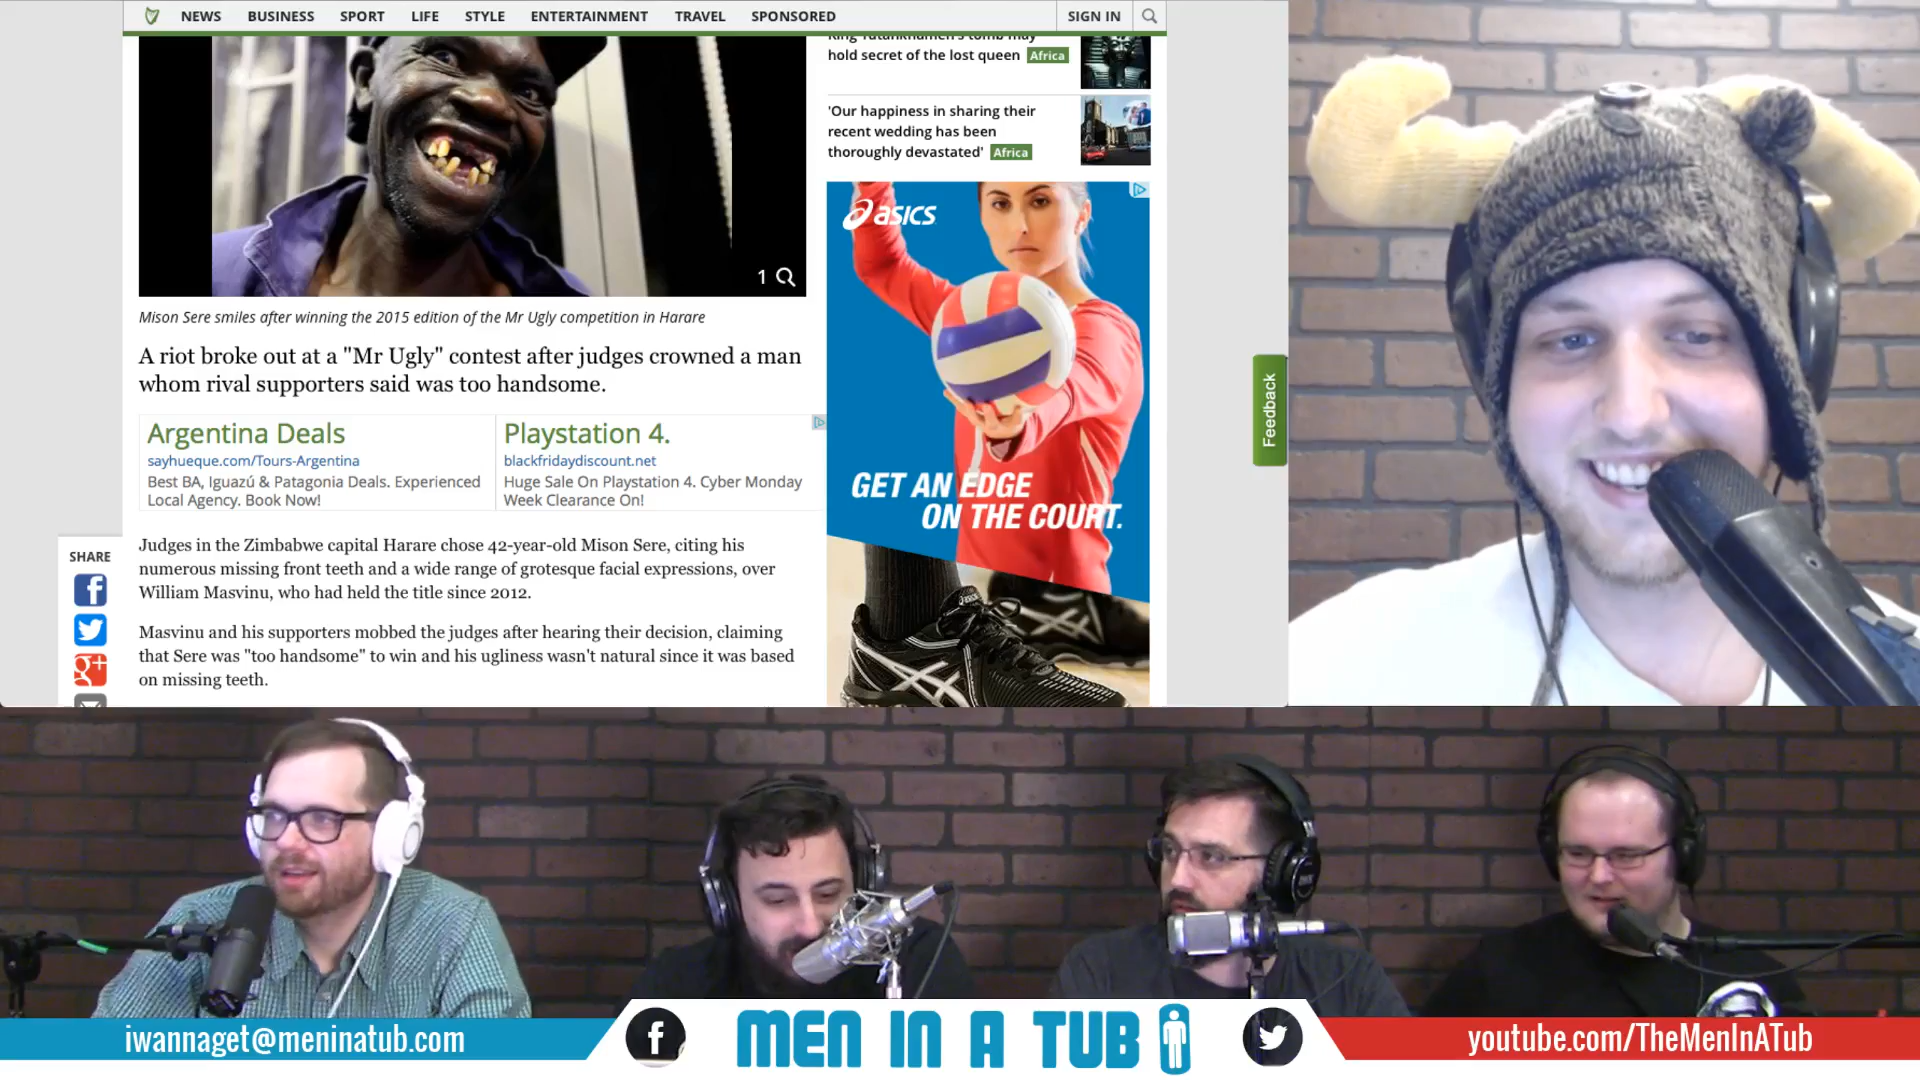 NEWS BUSINESS SPORT LIFE STYLE ENTERTAINMENT TRAVEL SPONSORED SIGN IN
hold secret of the lost queen Africa
'Our happiness in sharing their
recent wedding has been
thoroughly devastated' Africa
1
Mison Sere smiles after winning the 2015 edition of the Mr Ugly competition in Harare
A riot broke out at a "Mr Ugly" contest after judges crowned a man
whom rival supporters said was too handsome.
Argentina Deals
sayhueque.com/Tours-Argentina
Best BA, Iguazú & Patagonia Deals. Experienced
Local Agency. Book Now!
Playstation 4.
blackfridaydiscount.net
Huge Sale On Playstation 4. Cyber Monday
Week Clearance On!
SHARE
f
g+
Judges in the Zimbabwe capital Harare chose 42-year-old Mison Sere, citing his
numerous missing front teeth and a wide range of grotesque facial expressions, over
William Masvinu, who had held the title since 2012.
Masvinu and his supporters mobbed the judges after hearing their decision, claiming
that Sere was "too handsome" to win and his ugliness wasn't natural since it was based
on missing teeth.
asics
GET AN EDGE
ON THE COURT.
Feedback
iwannaget@meninatub.com
f
MEN IN A TUB
youtube.com/TheMenInATub